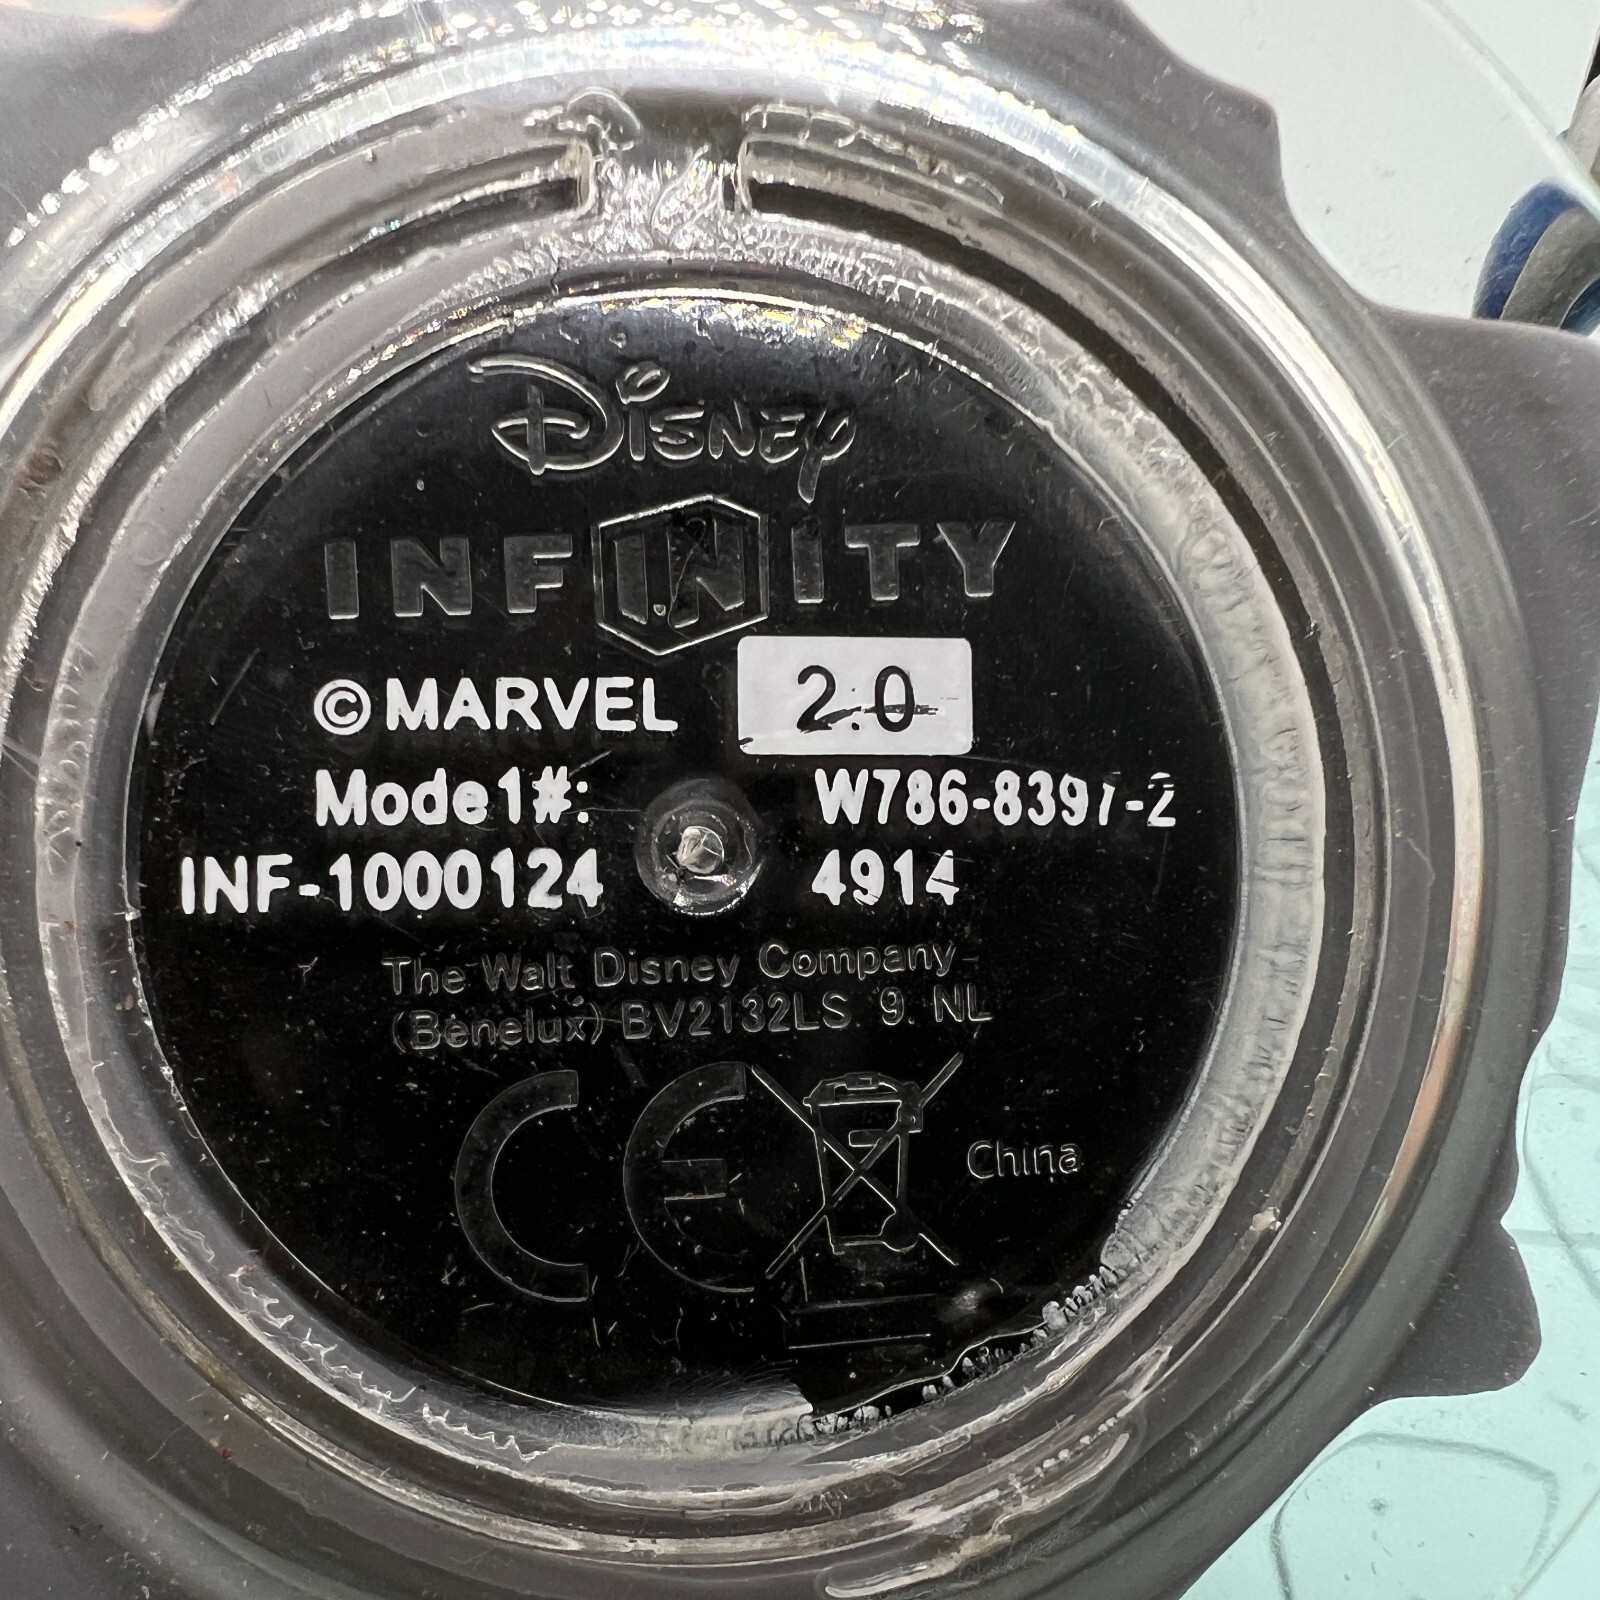 Disney
INFINITY
© MARVEL 2.0
Mode1#: W786-8397-2
INF-1000124 4914
The Walt Disney Company
(Benelux) BV2132LS. 9. NL
CE China